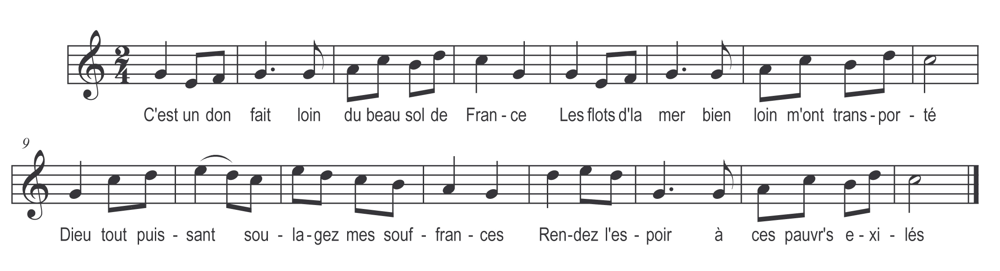 C'est un don fait loin du beau sol de Fran - ce Les flots d'la mer bien loin m'ont trans - por - té
9
Dieu tout puis - sant sou - la - gez mes souf - fran - ces Ren - dez l'es - poir à ces pauvr's e - xi - lés